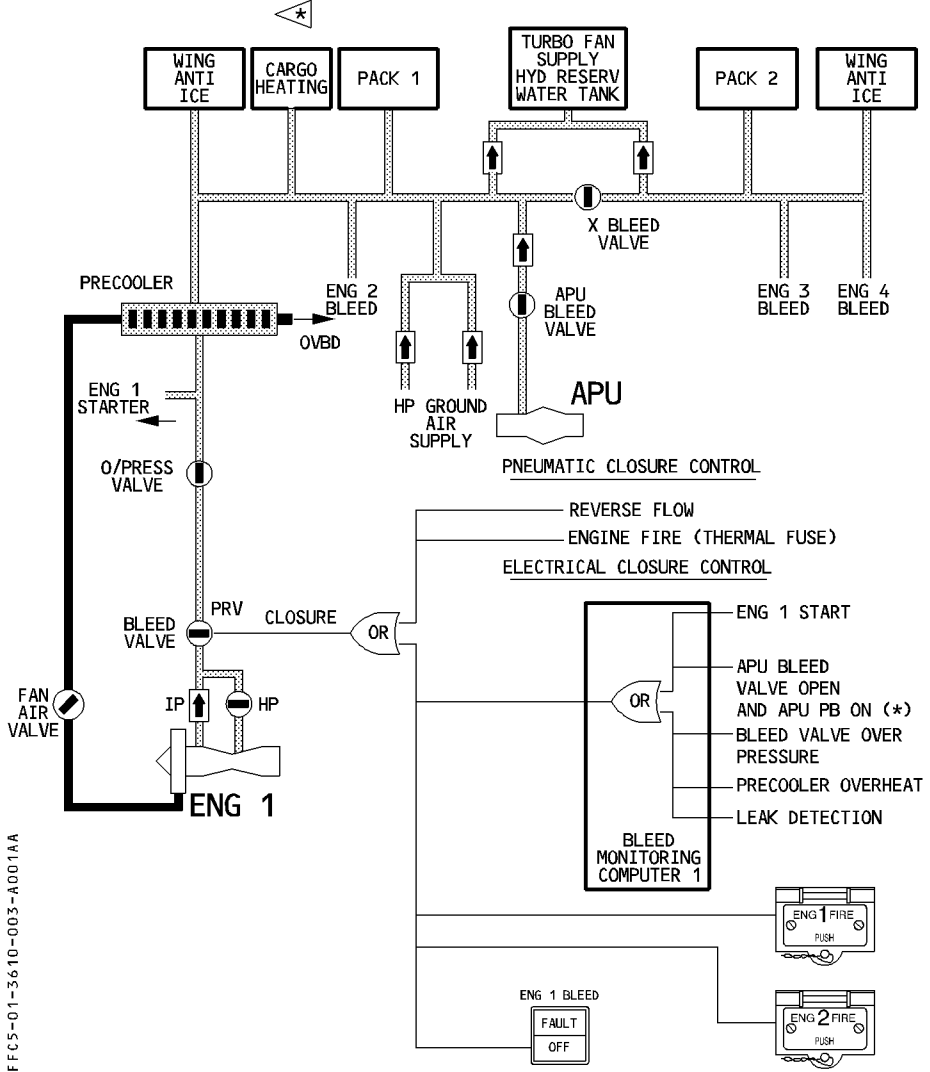 *
WING
ANTI
ICE
CARGO
HEATING
PACK 1
TURBO FAN
SUPPLY
HYD RESERV
WATER TANK
PACK 2
WING
ANTI
ICE
X BLEED
VALVE
PRECOOLER
OVBD
ENG 2
BLEED
APU
BLEED
VALVE
ENG 3
BLEED
ENG 4
BLEED
ENG 1
STARTER
HP GROUND
AIR
SUPPLY
APU
O/PRESS
VALVE
PNEUMATIC CLOSURE CONTROL
REVERSE FLOW
ENGINE FIRE (THERMAL FUSE)
ELECTRICAL CLOSURE CONTROL
BLEED
VALVE
PRV
CLOSURE
OR
ENG 1 START
APU BLEED
VALVE OPEN
AND APU PB ON (*)
OR
BLEED VALVE OVER
PRESSURE
PRECOOLER OVERHEAT
LEAK DETECTION
FAN
AIR
VALVE
IP
HP
ENG 1
BLEED
MONITORING
COMPUTER 1
ENG 1 FIRE
PUSH
ENG 2 FIRE
PUSH
ENG 1 BLEED
FAULT
OFF
FFC5-01-3610-003-A001AA